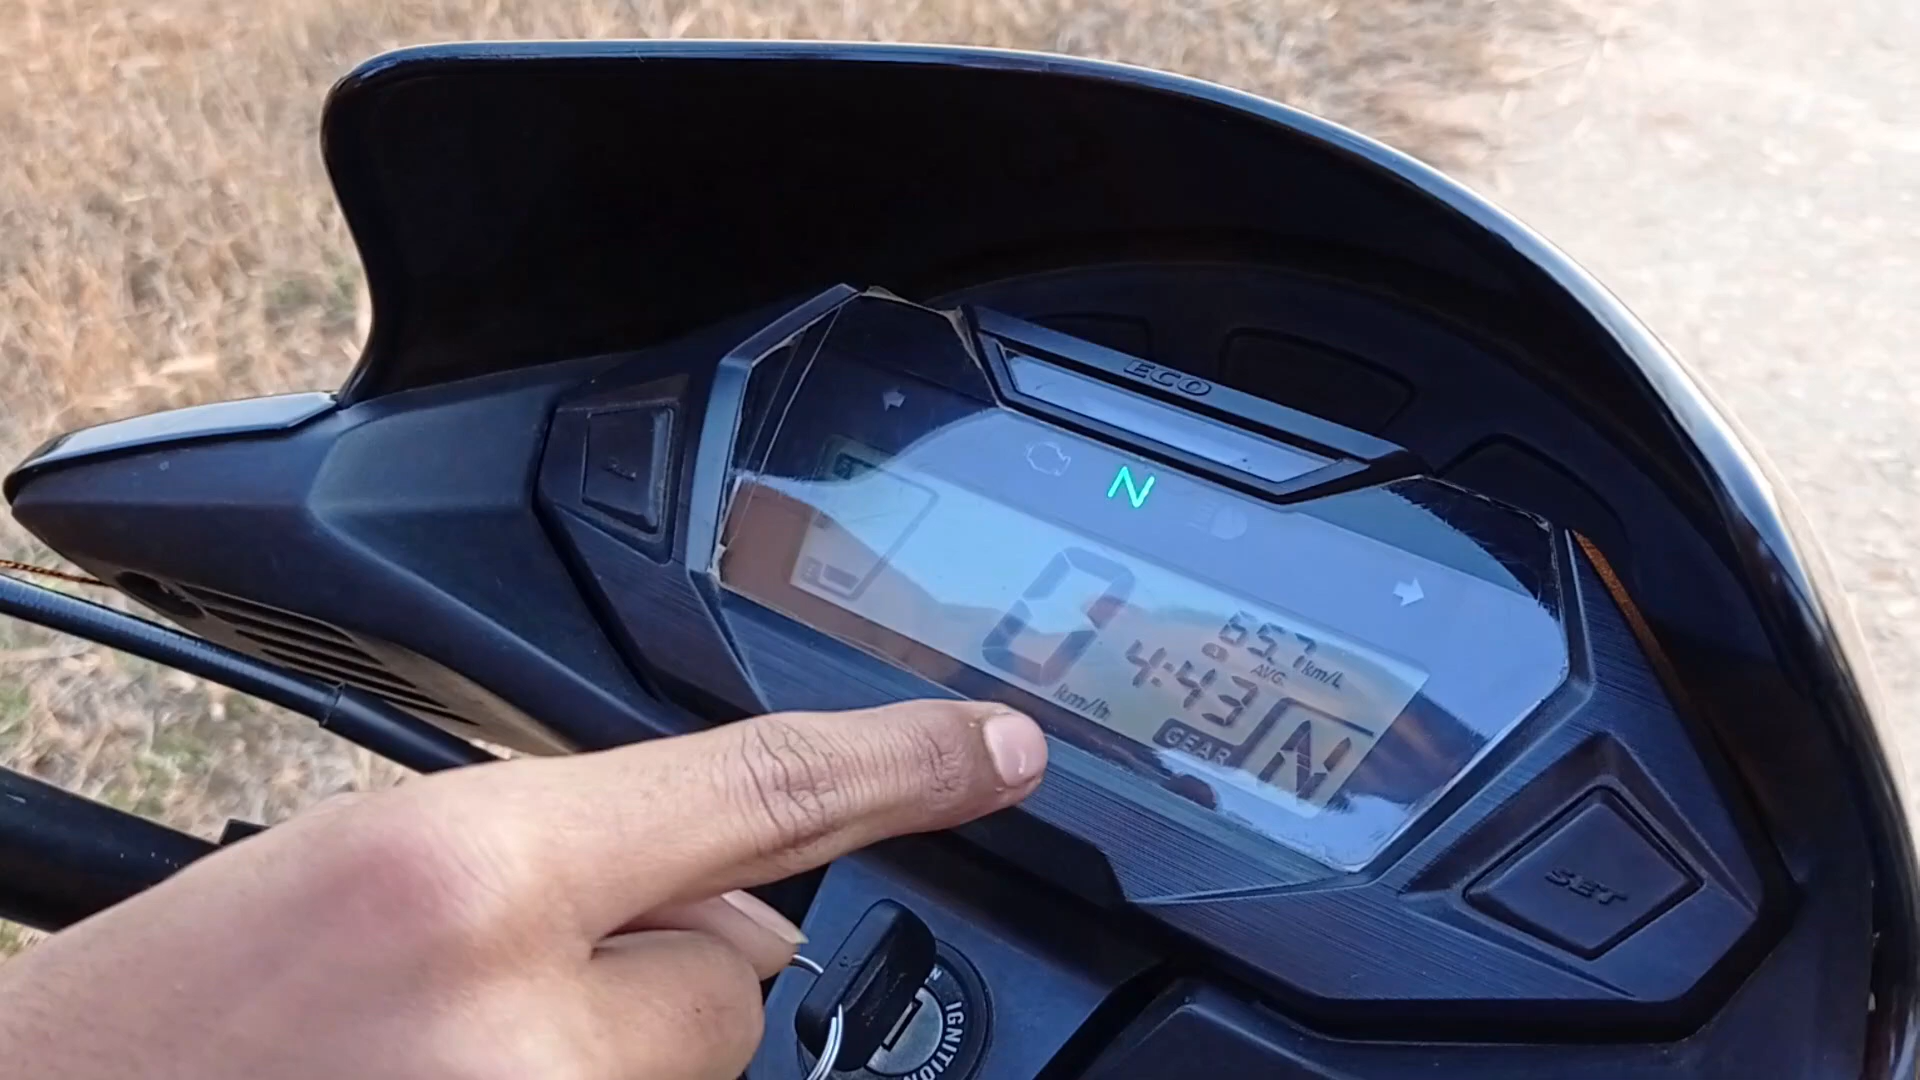 ECO
N
65.7 km/L
AVG.
0 km/h
4:43
GEAR N
SET
IGNITION